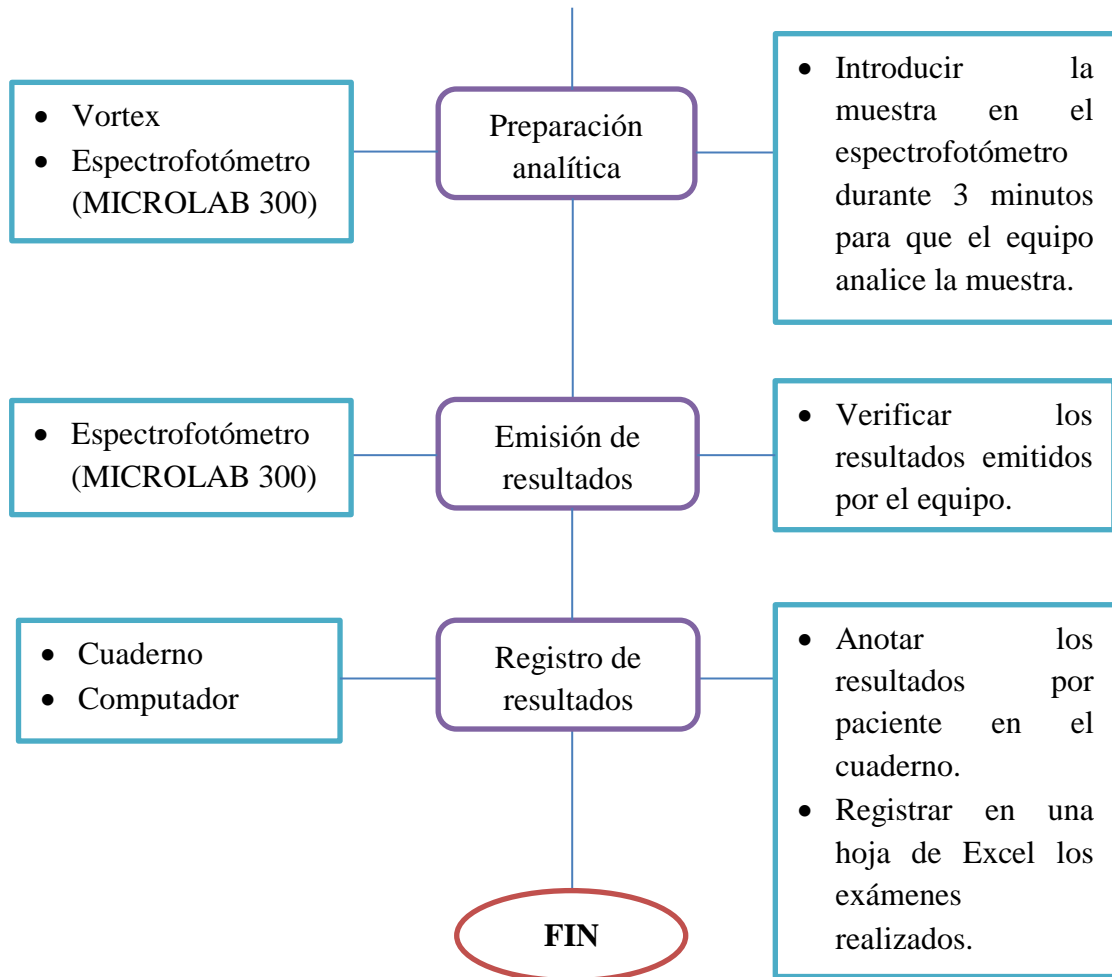 • Vortex
• Espectrofotómetro
(MICROLAB 300)
Preparación
analítica
• Introducir la
muestra en el
espectrofotómetro
durante 3 minutos
para que el equipo
analice la muestra.
• Espectrofotómetro
(MICROLAB 300)
Emisión de
resultados
• Verificar los
resultados emitidos
por el equipo.
• Cuaderno
• Computador
Registro de
resultados
• Anotar los
resultados por
paciente en el
cuaderno.
• Registrar en una
hoja de Excel los
exámenes
realizados.
FIN